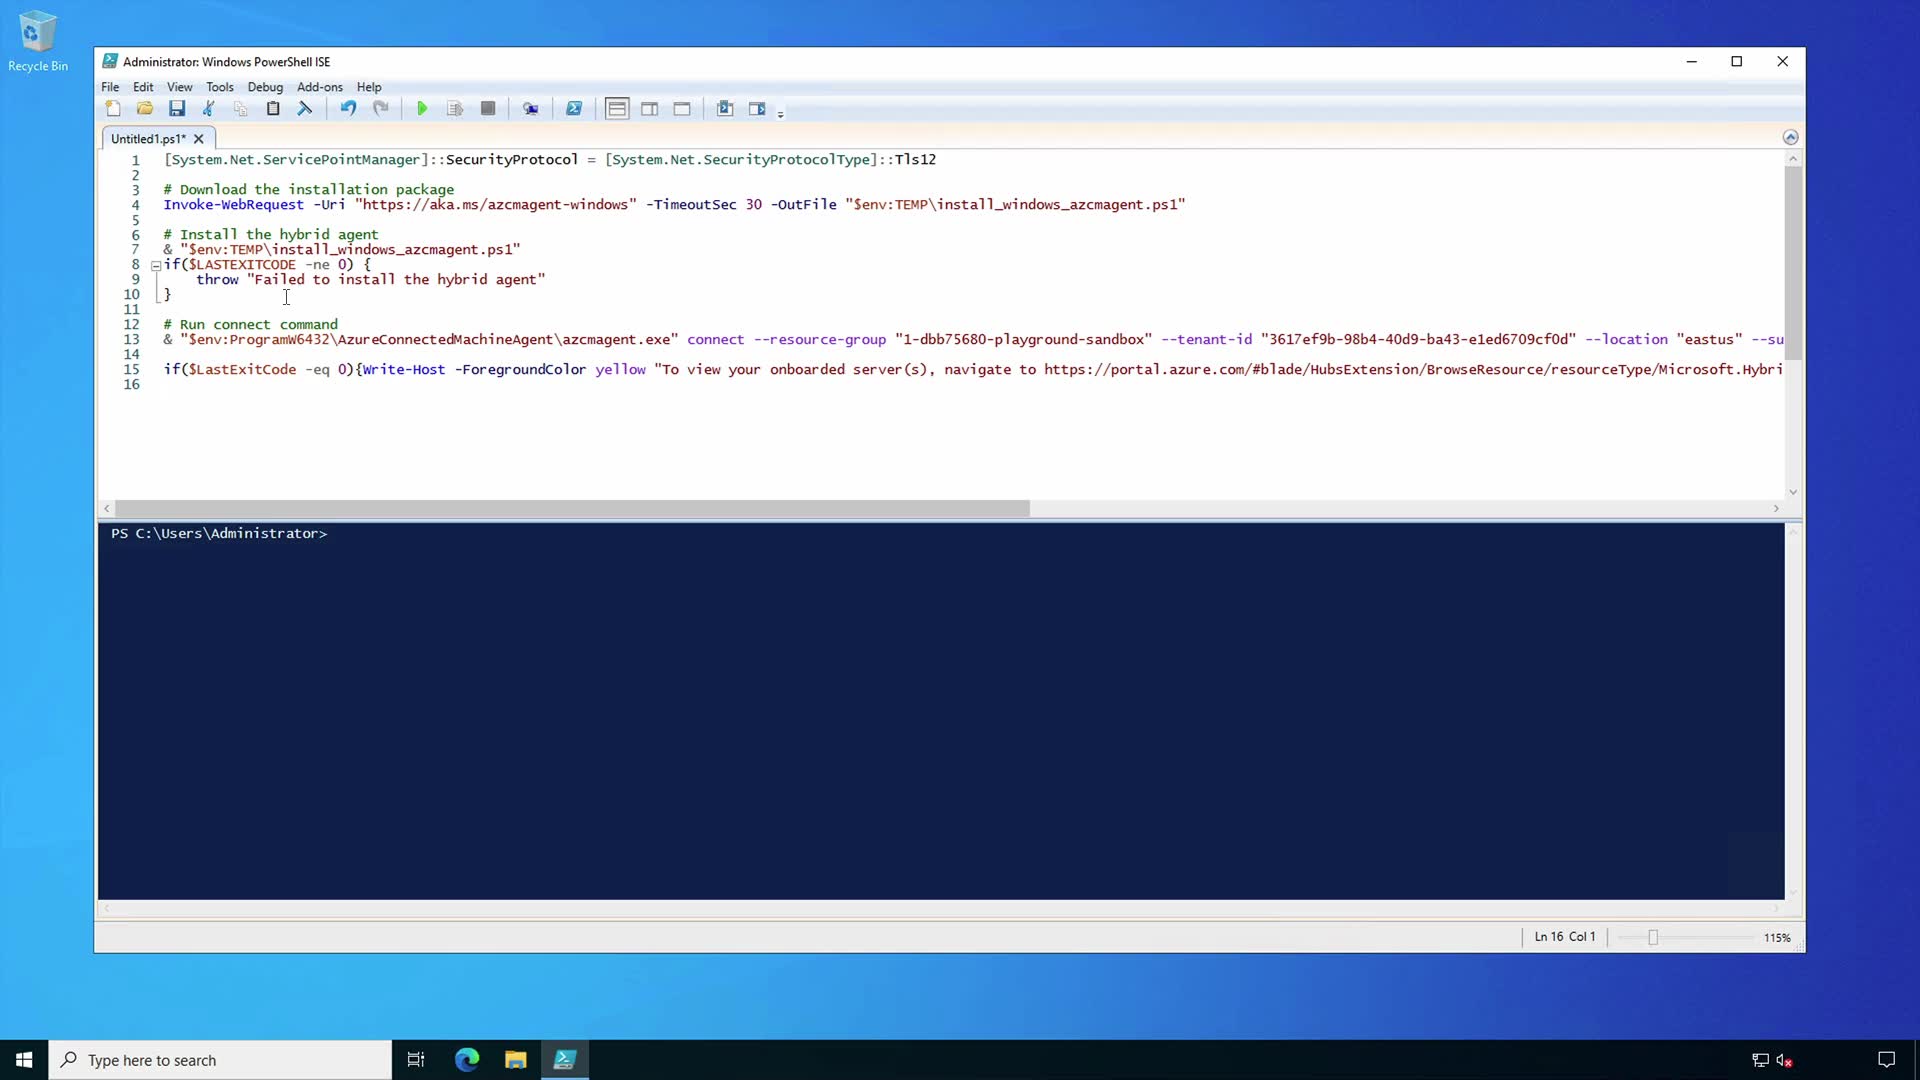 Recycle Bin
Administrator: Windows PowerShell ISE
File Edit View Tools Debug Add-ons Help
Untitled1.ps1*
1 [System.Net.ServicePointManager]::SecurityProtocol = [System.Net.SecurityProtocolType]::Tls12
2
3 # Download the installation package
4 Invoke-WebRequest -Uri "https://aka.ms/azcmagent-windows" -TimeoutSec 30 -OutFile "$env:TEMP\install_windows_azcmagent.ps1"
5
6 # Install the hybrid agent
7 & "$env:TEMP\install_windows_azcmagent.ps1"
8 if($LASTEXITCODE -ne 0) {
9 throw "Failed to install the hybrid agent"
10 }
11
12 # Run connect command
13 & "$env:ProgramW6432\AzureConnectedMachineAgent\azcmagent.exe" connect --resource-group "1-dbb75680-playground-sandbox" --tenant-id "3617ef9b-98b4-40d9-ba43-e1ed6709cf0d" --location "eastus" --su
14
15 if($LastExitCode -eq 0){Write-Host -ForegroundColor yellow "To view your onboarded server(s), navigate to https://portal.azure.com/#blade/HubsExtension/BrowseResource/resourceType/Microsoft.Hybri
16
PS C:\Users\Administrator>
Ln 16 Col 1 115%
Type here to search